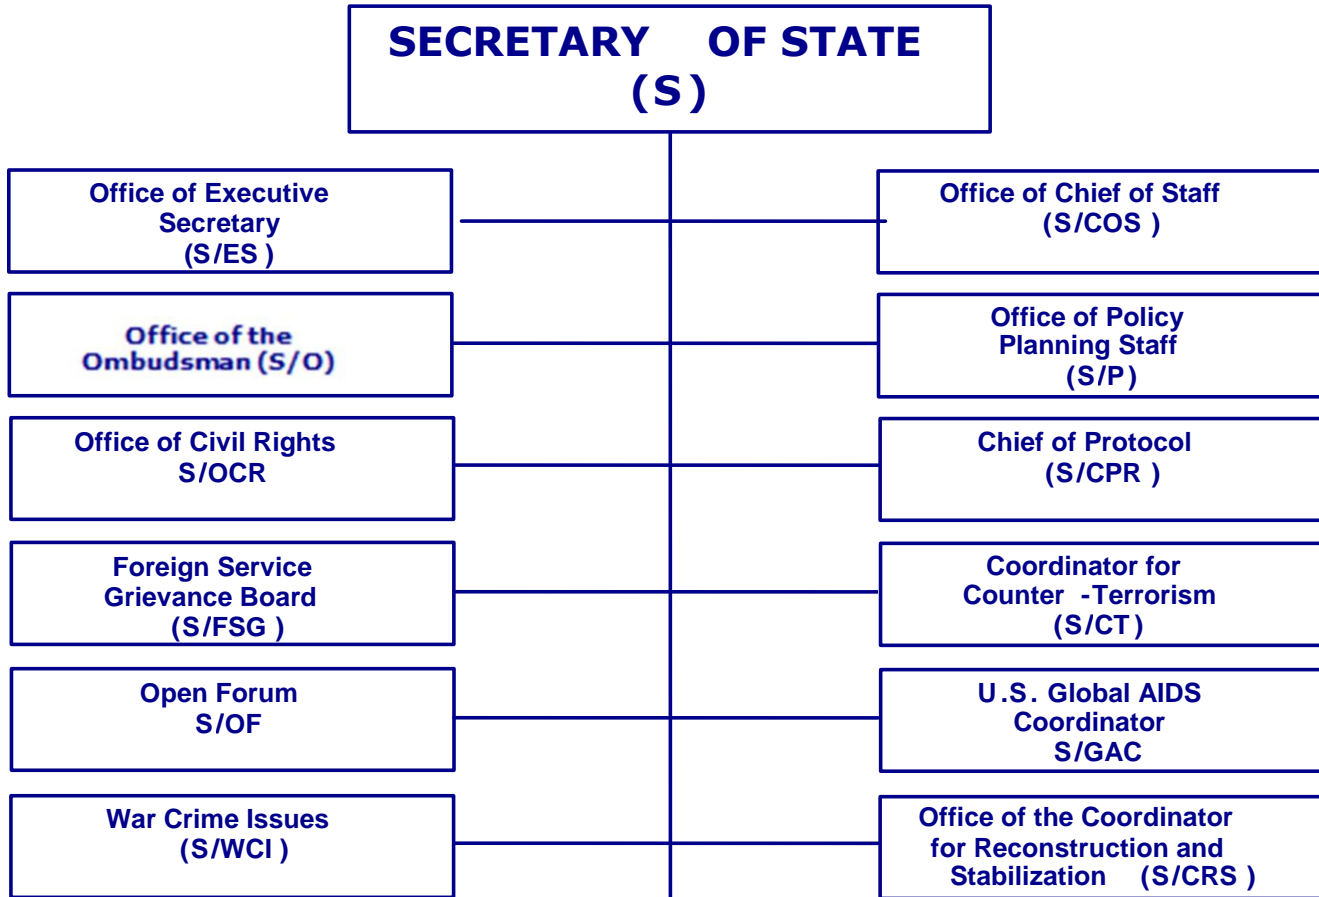 SECRETARY OF STATE
(S)
Office of Executive
Secretary
(S/ES )
Office of Chief of Staff
(S/COS )
Office of the
Ombudsman (S/O)
Office of Policy
Planning Staff
(S/P)
Office of Civil Rights
S/OCR
Chief of Protocol
(S/CPR )
Foreign Service
Grievance Board
(S/FSG )
Coordinator for
Counter -Terrorism
(S/CT)
Open Forum
S/OF
U.S. Global AIDS
Coordinator
S/GAC
War Crime Issues
(S/WCI )
Office of the Coordinator
for Reconstruction and
Stabilization (S/CRS )